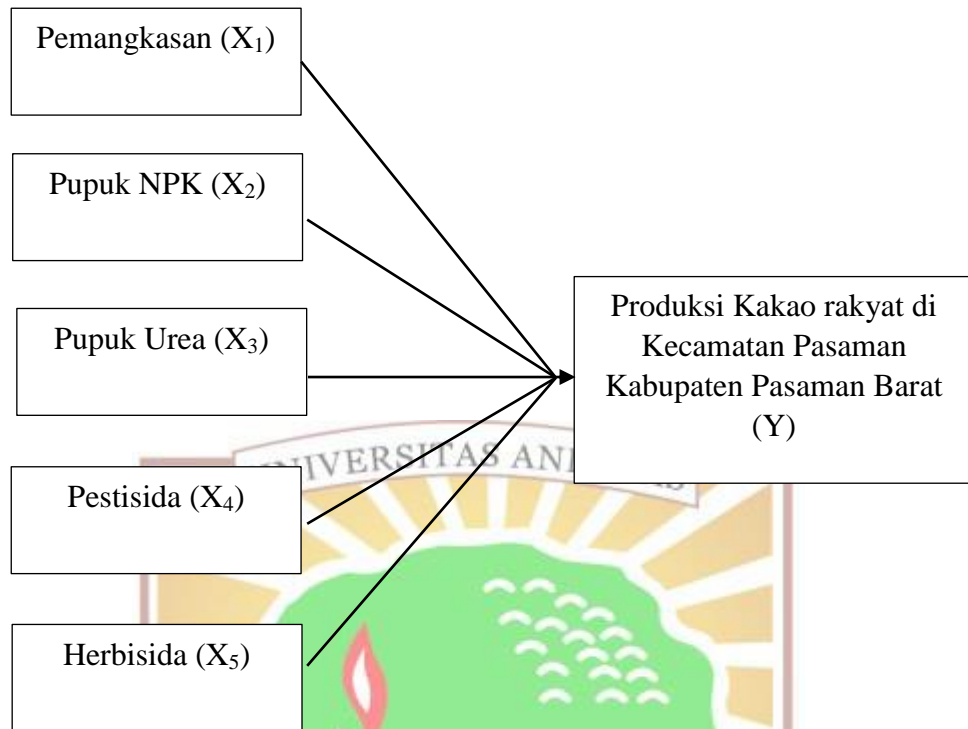 Pemangkasan (X₁)
Pupuk NPK (X₂)
Pupuk Urea (X₃)
Pestisida (X₄)
Herbisida (X₅)
Produksi Kakao rakyat di
Kecamatan Pasaman
Kabupaten Pasaman Barat
(Y)
UNIVERSITAS AN